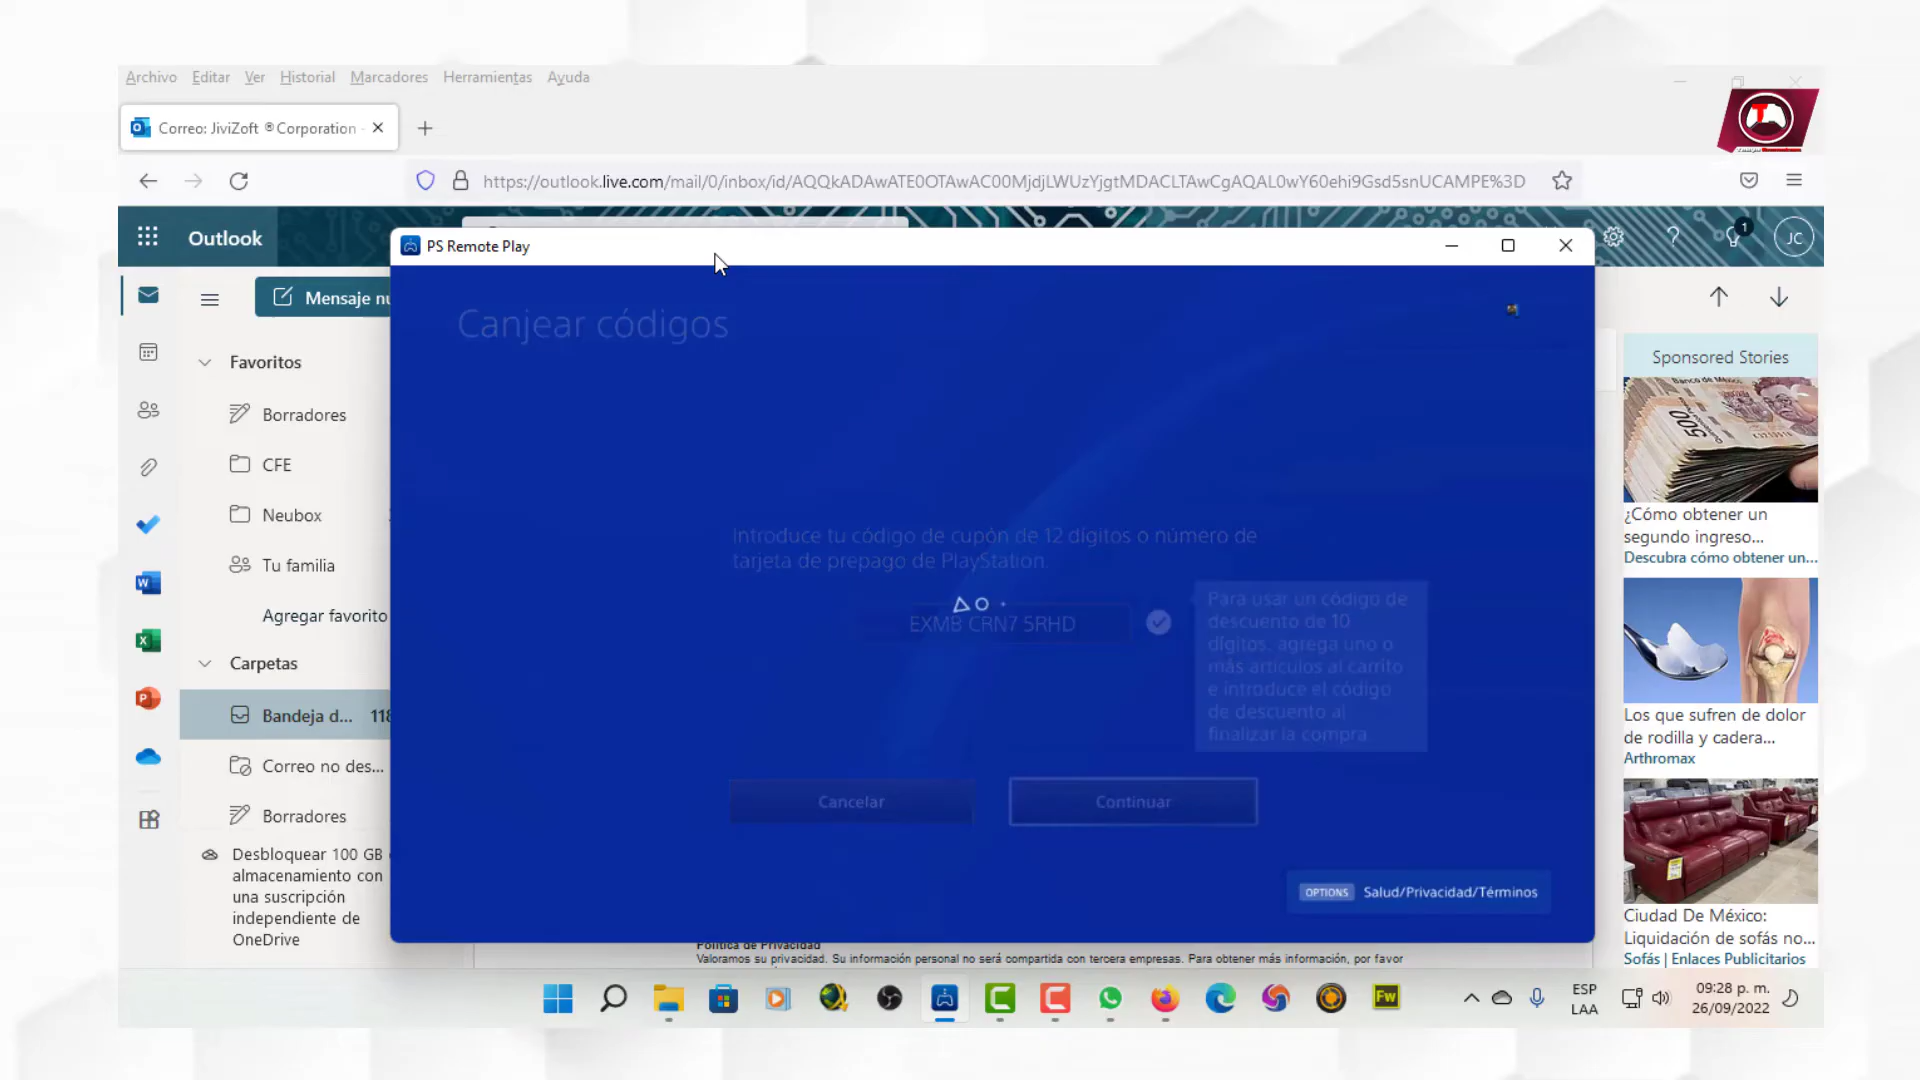 Archivo Editar Ver Historial Marcadores Herramientas Ayuda
Correo: JiviZoft ®Corporation
https://outlook.live.com/mail/0/inbox/id/AQQkADAwATE0OTAwAC00MjdjLWUzYjgtMDACLTAwCgAQAL0wY60ehi9Gsd5snUCAMPE%3D
Outlook
1
JC
PS Remote Play
Mensaje nu
Favoritos
Borradores
CFE
Neubox
Tu familia
Agregar favorito
Carpetas
Bandeja d... 118
Correo no des...
Borradores
Desbloquear 100 GB
almacenamiento con
una suscripción
independiente de
OneDrive
Canjear códigos
Introduce tu código de cupón de 12 dígitos o número de
tarjeta de prepago de PlayStation.
EXMB CRN7 5RHD
Para usar un código de
descuento de 10
dígitos, agrega uno o
más artículos al carrito
e introduce el código
de descuento al
finalizar la compra.
Cancelar
Continuar
OPTIONS Salud/Privacidad/Términos
Política de Privacidad
Valoramos su privacidad. Su información personal no será compartida con tercera empresas. Para obtener más información, por favor
Sponsored Stories
¿Cómo obtener un
segundo ingreso...
Descubra cómo obtener un...
Los que sufren de dolor
de rodilla y cadera...
Arthromax
Ciudad De México:
Liquidación de sofás no...
Sofás | Enlaces Publicitarios
Fw
ESP
LAA
09:28 p. m.
26/09/2022